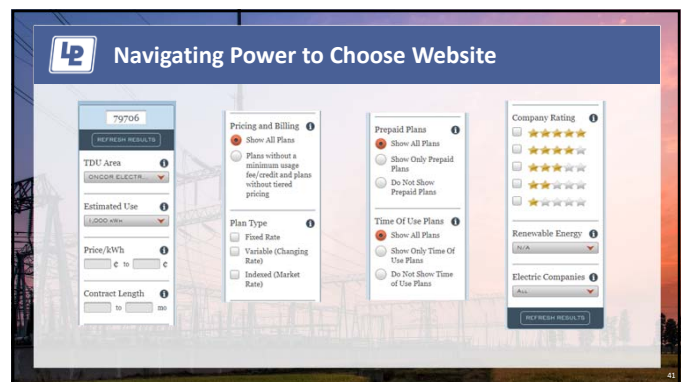 LP Navigating Power to Choose Website
79706
REFRESH RESULTS
TDU Area
ONCOR ELECTR...
Estimated Use
1,000 kWh
Price/kWh
¢ to ¢
Contract Length
to mo
Pricing and Billing
Show All Plans
Plans without a
minimum usage
fee/credit and plans
without tiered
pricing
Plan Type
Fixed Rate
Variable (Changing
Rate)
Indexed (Market
Rate)
Prepaid Plans
Show All Plans
Show Only Prepaid
Plans
Do Not Show
Prepaid Plans
Time Of Use Plans
Show All Plans
Show Only Time Of
Use Plans
Do Not Show Time
of Use Plans
Company Rating
Renewable Energy
N/A
Electric Companies
ALL
REFRESH RESULTS
41